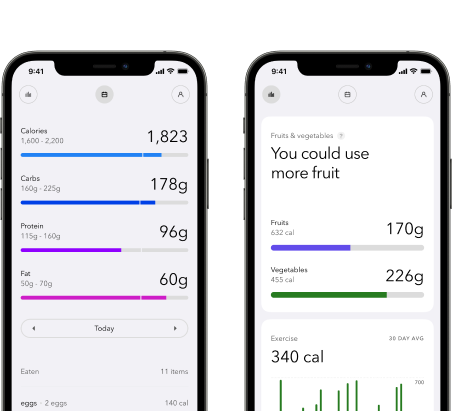 9:41
Calories
1,600 - 2,200
1,823
Carbs
160g - 225g
178g
Protein
115g - 160g
96g
Fat
50g - 70g
60g
Today
Eaten
11 items
eggs · 2 eggs
140 cal
9:41
Fruits & vegetables ?
You could use
more fruit
Fruits
632 cal
170g
Vegetables
455 cal
226g
Exercise
30 DAY AVG
340 cal
700